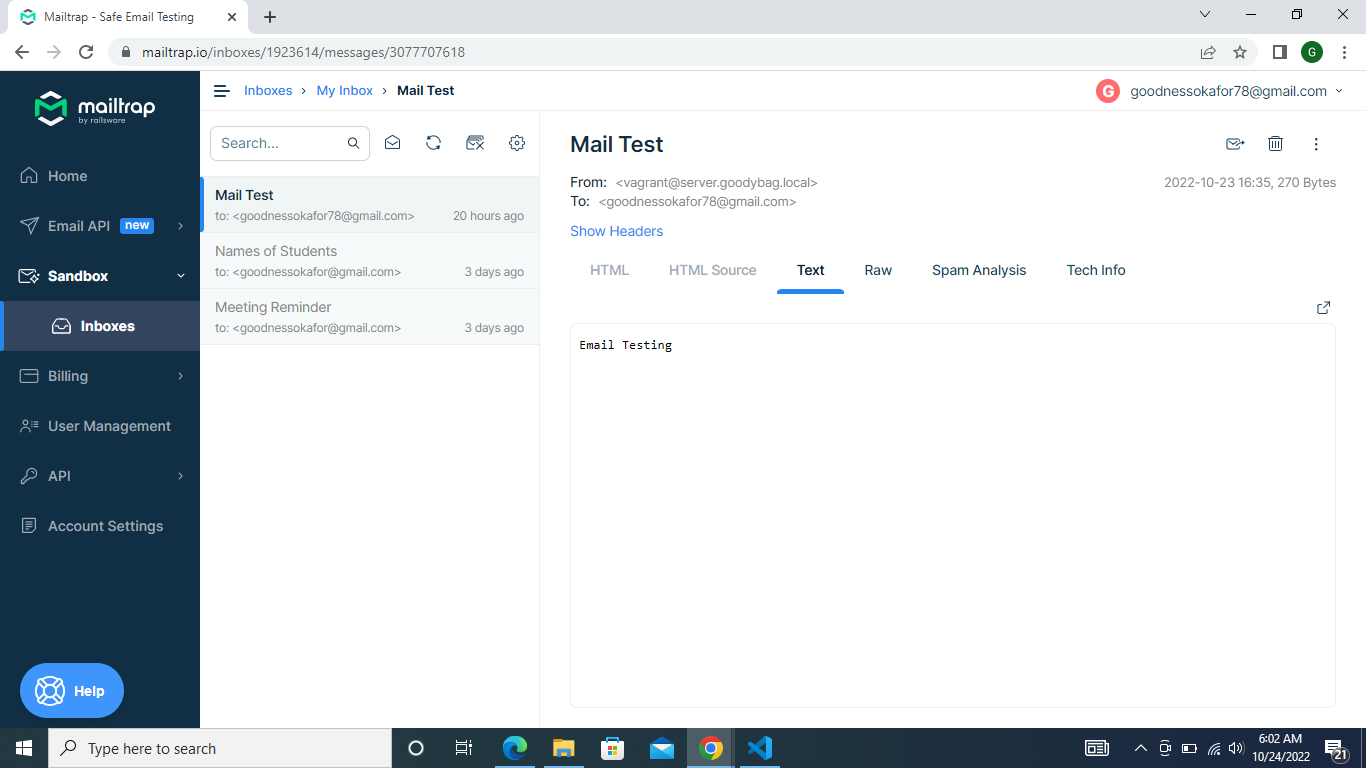 Mailtrap - Safe Email Testing
mailtrap.io/inboxes/1923614/messages/3077707618
G
mailtrap
by railsware
Home
Email API new
Sandbox
Inboxes
Billing
User Management
API
Account Settings
Help
Inboxes › My Inbox › Mail Test
G goodnessokafor78@gmail.com
Search...
Mail Test
to: <goodnessokafor78@gmail.com> 20 hours ago
Names of Students
to: <goodnessokafor@gmail.com> 3 days ago
Meeting Reminder
to: <goodnessokafor@gmail.com> 3 days ago
Mail Test
From: <vagrant@server.goodybag.local> 2022-10-23 16:35, 270 Bytes
To: <goodnessokafor78@gmail.com>
Show Headers
HTML HTML Source Text Raw Spam Analysis Tech Info
Email Testing
Type here to search
6:02 AM
10/24/2022
21